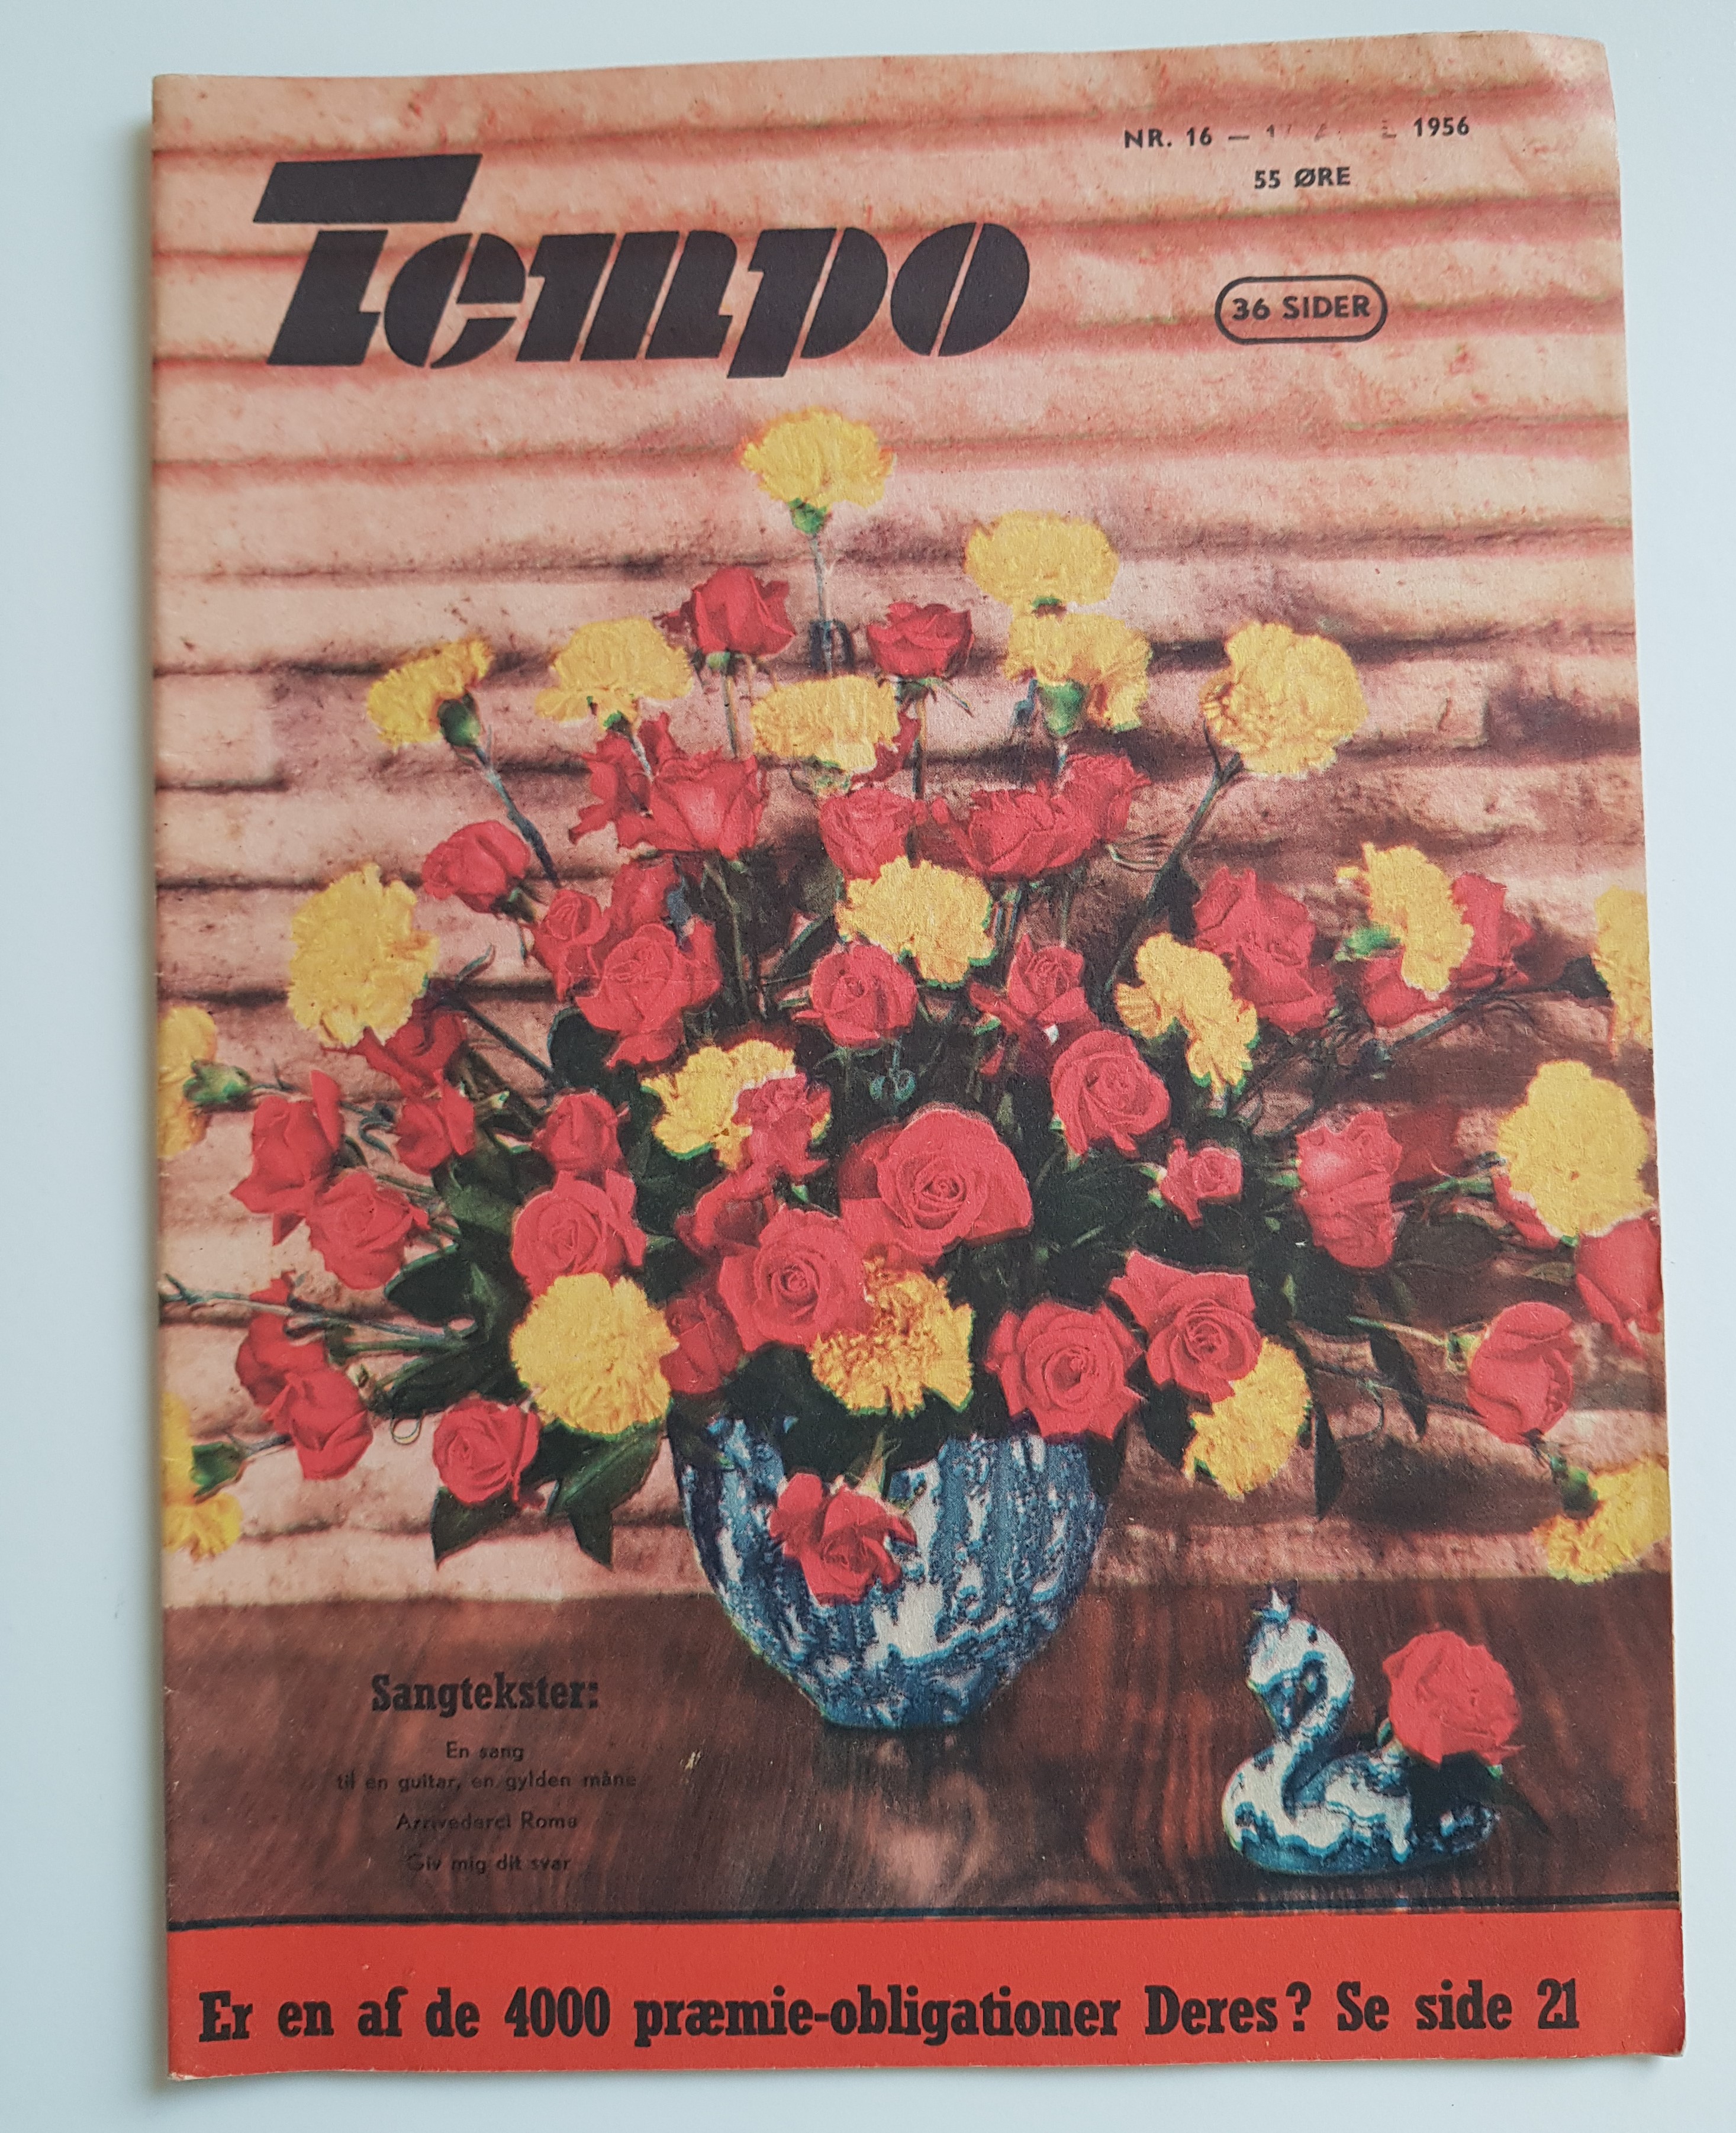 NR. 16 — 1956
55 ØRE
Tempo
36 SIDER
Sangtekster:
En sang
til en guitar, en gylden måne
Arrivederci Roma
Giv mig dit svar
Er en af de 4000 præmie-obligationer Deres? Se side 21